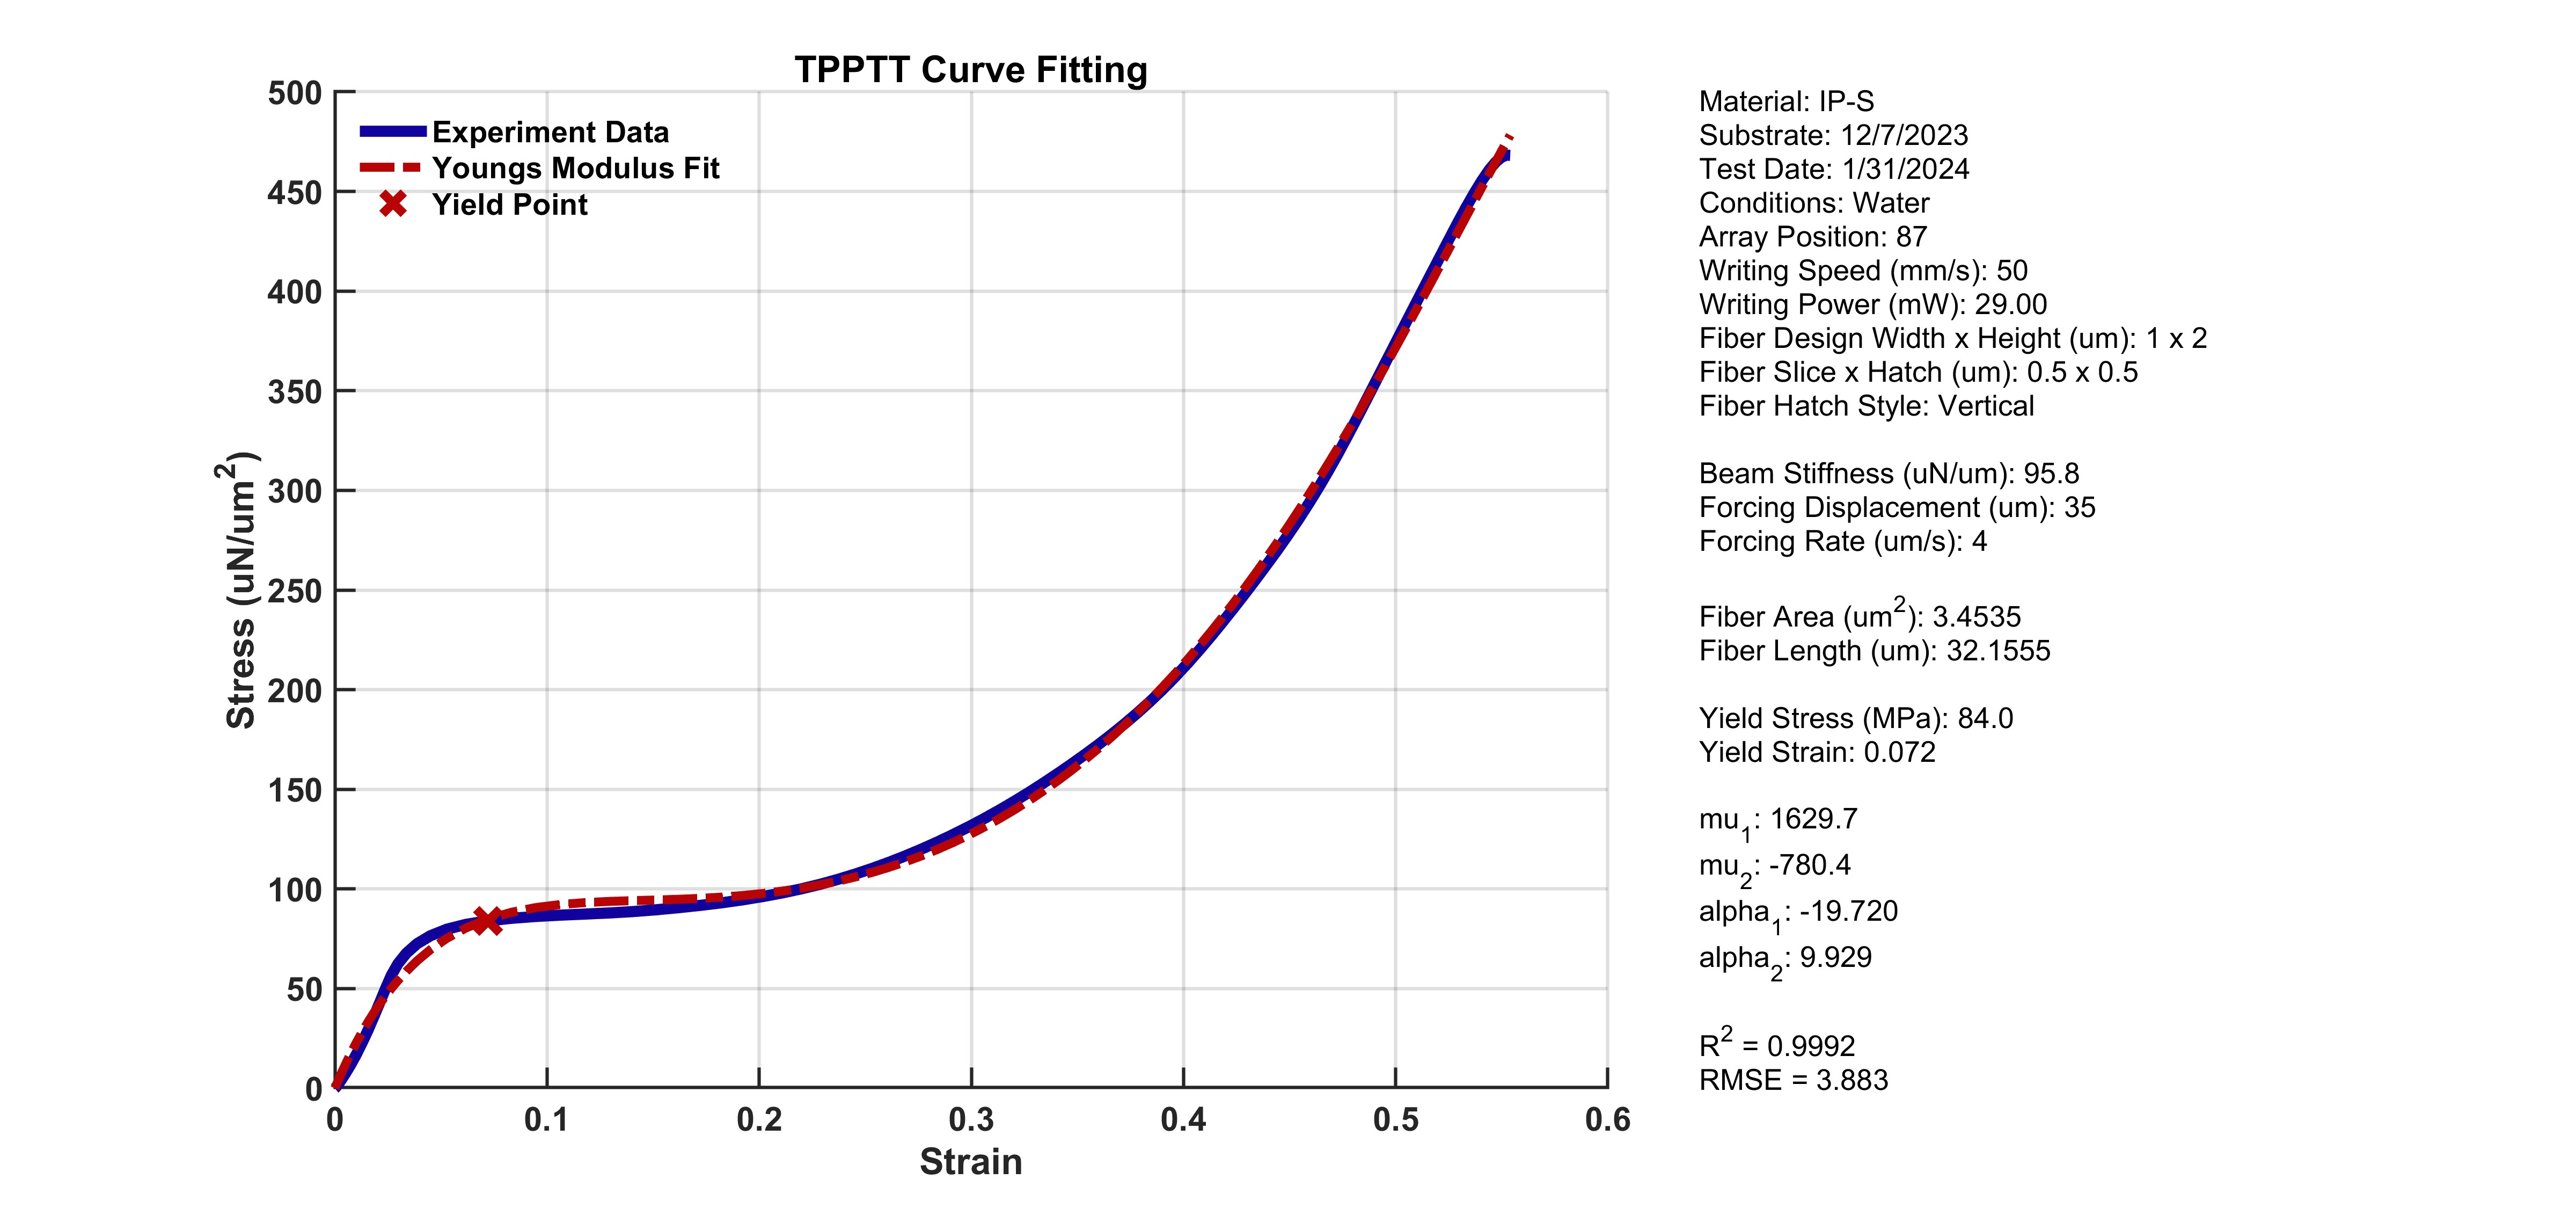 TPPTT Curve Fitting
500
450
400
350
300
250
200
150
100
50
0
Stress (uN/um²)
Experiment Data
Youngs Modulus Fit
Yield Point
0 0.1 0.2 0.3 0.4 0.5 0.6
Strain
Material: IP-S
Substrate: 12/7/2023
Test Date: 1/31/2024
Conditions: Water
Array Position: 87
Writing Speed (mm/s): 50
Writing Power (mW): 29.00
Fiber Design Width x Height (um): 1 x 2
Fiber Slice x Hatch (um): 0.5 x 0.5
Fiber Hatch Style: Vertical
Beam Stiffness (uN/um): 95.8
Forcing Displacement (um): 35
Forcing Rate (um/s): 4
Fiber Area (um²): 3.4535
Fiber Length (um): 32.1555
Yield Stress (MPa): 84.0
Yield Strain: 0.072
mu₁: 1629.7
mu₂: -780.4
alpha₁: -19.720
alpha₂: 9.929
R² = 0.9992
RMSE = 3.883